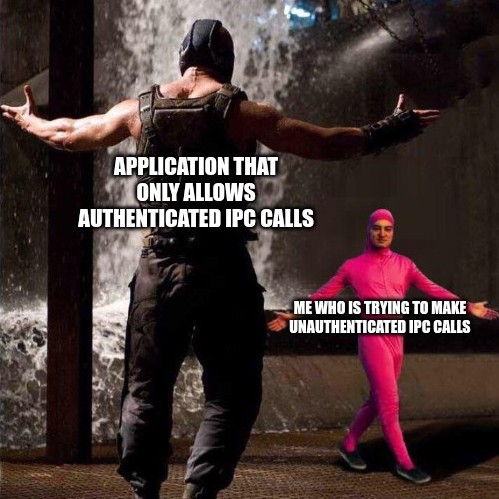 APPLICATION THAT
ONLY ALLOWS
AUTHENTICATED IPC CALLS
ME WHO IS TRYING TO MAKE
UNAUTHENTICATED IPC CALLS